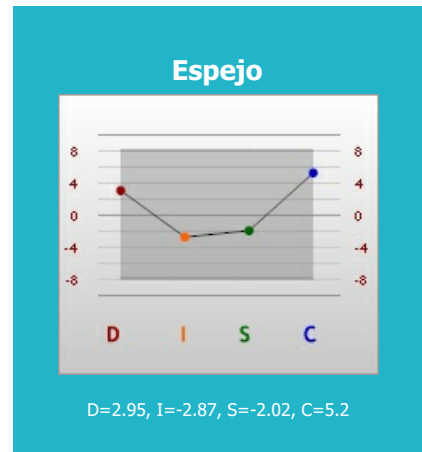 Espejo
8 8
4 4
0 0
-4 -4
-8 -8
D I S C
D=2.95, I=-2.87, S=-2.02, C=5.2